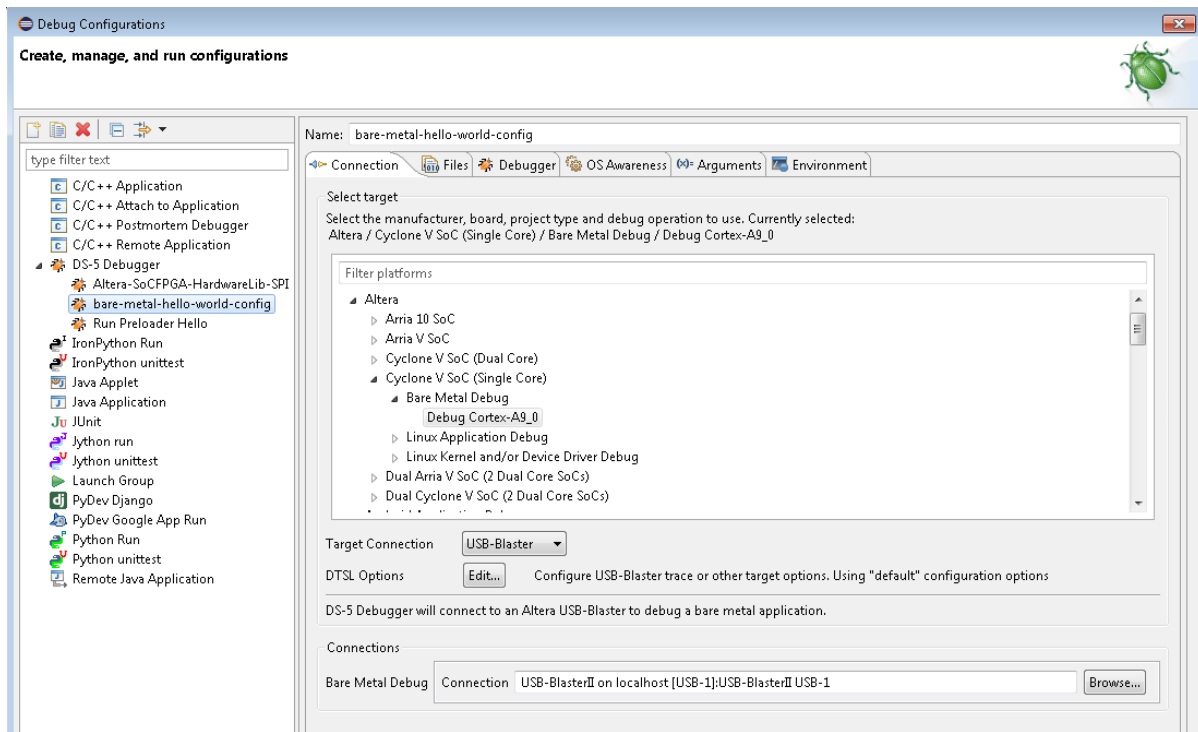 Debug Configurations
Create, manage, and run configurations
type filter text
C/C++ Application
C/C++ Attach to Application
C/C++ Postmortem Debugger
C/C++ Remote Application
DS-5 Debugger
Altera-SoCFPGA-HardwareLib-SPI
bare-metal-hello-world-config
Run Preloader Hello
IronPython Run
IronPython unittest
Java Applet
Java Application
JUnit
Jython run
Jython unittest
Launch Group
PyDev Django
PyDev Google App Run
Python Run
Python unittest
Remote Java Application
Name: bare-metal-hello-world-config
Connection Files Debugger OS Awareness Arguments Environment
Select target
Select the manufacturer, board, project type and debug operation to use. Currently selected:
Altera / Cyclone V SoC (Single Core) / Bare Metal Debug / Debug Cortex-A9_0
Filter platforms
Altera
Arria 10 SoC
Arria V SoC
Cyclone V SoC (Dual Core)
Cyclone V SoC (Single Core)
Bare Metal Debug
Debug Cortex-A9_0
Linux Application Debug
Linux Kernel and/or Device Driver Debug
Dual Arria V SoC (2 Dual Core SoCs)
Dual Cyclone V SoC (2 Dual Core SoCs)
Target Connection USB-Blaster
DTSL Options Edit... Configure USB-Blaster trace or other target options. Using "default" configuration options
DS-5 Debugger will connect to an Altera USB-Blaster to debug a bare metal application.
Connections
Bare Metal Debug Connection USB-BlasterII on localhost [USB-1]:USB-BlasterII USB-1 Browse...